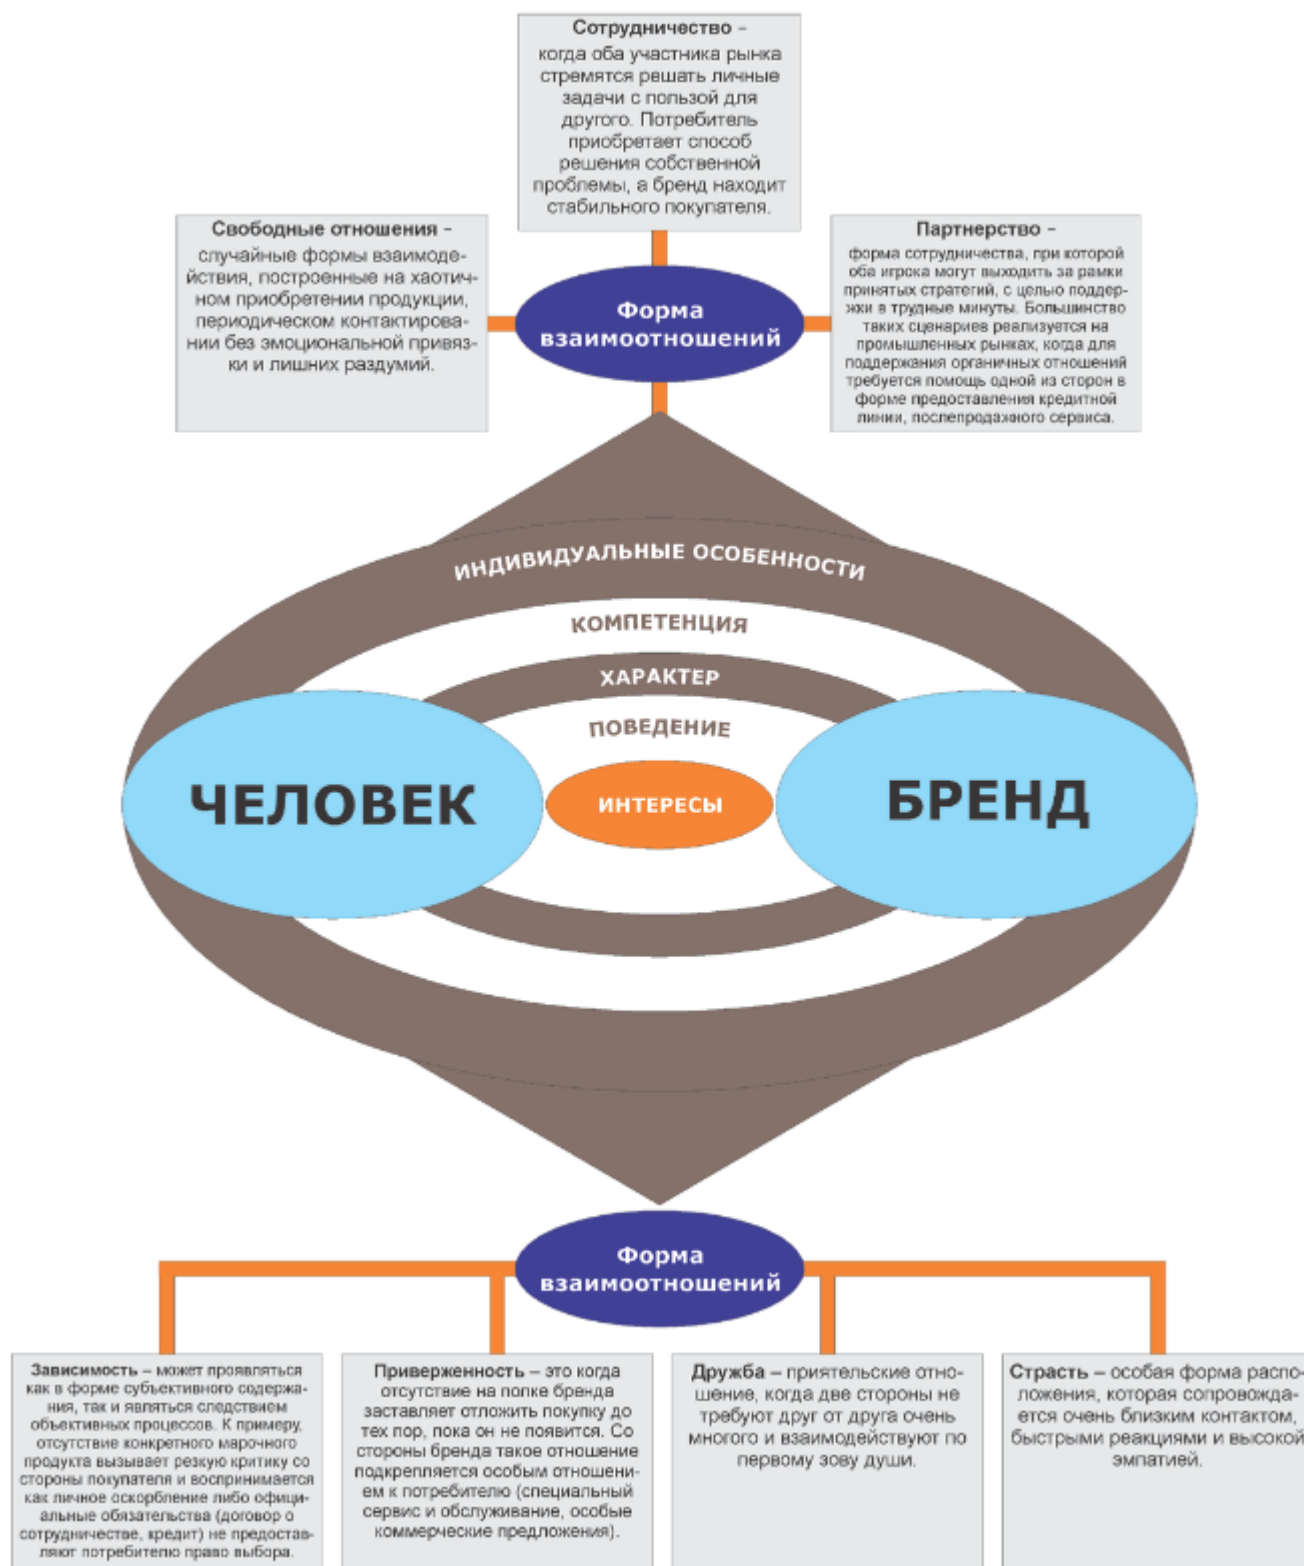 Сотрудничество –
когда оба участника рынка
стремятся решать личные
задачи с пользой для
другого. Потребитель
приобретает способ
решения собственной
проблемы, а бренд находит
стабильного покупателя.
Свободные отношения –
случайные формы взаимоде-
йствия, построенные на хаотич-
ном приобретении продукции,
периодическом контактирова-
нии без эмоциональной привяз-
ки и лишних раздумий.
Партнерство –
форма сотрудничества, при которой
оба игрока могут выходить за рамки
принятых стратегий, с целью поддер-
жки в трудные минуты. Большинство
таких сценариев реализуется на
промышленных рынках, когда для
поддержания органичных отношений
требуется помощь одной из сторон в
форме предоставления кредитной
линии, послепродажного сервиса.
Форма
взаимоотношений
ИНДИВИДУАЛЬНЫЕ ОСОБЕННОСТИ
КОМПЕТЕНЦИЯ
ХАРАКТЕР
ПОВЕДЕНИЕ
ЧЕЛОВЕК
ИНТЕРЕСЫ
БРЕНД
Форма
взаимоотношений
Зависимость – может проявляться
как в форме субъективного содержа-
ния, так и являться следствием
объективных процессов. К примеру,
отсутствие конкретного марочного
продукта вызывает резкую критику со
стороны покупателя и воспринимается
как личное оскорбление либо офици-
альные обязательства (договор о
сотрудничестве, кредит) не предостав-
ляют потребителю право выбора.
Приверженность – это когда
отсутствие на полке бренда
заставляет отложить покупку до
тех пор, пока он не появится. Со
стороны бренда такое отношение
подкрепляется особым отношени-
ем к потребителю (специальный
сервис и обслуживание, особые
коммерческие предложения).
Дружба – приятельские отно-
шение, когда две стороны не
требуют друг от друга очень
многого и взаимодействуют по
первому зову души.
Страсть – особая форма распо-
ложения, которая сопровожда-
ется очень близким контактом,
быстрыми реакциями и высокой
эмпатией.